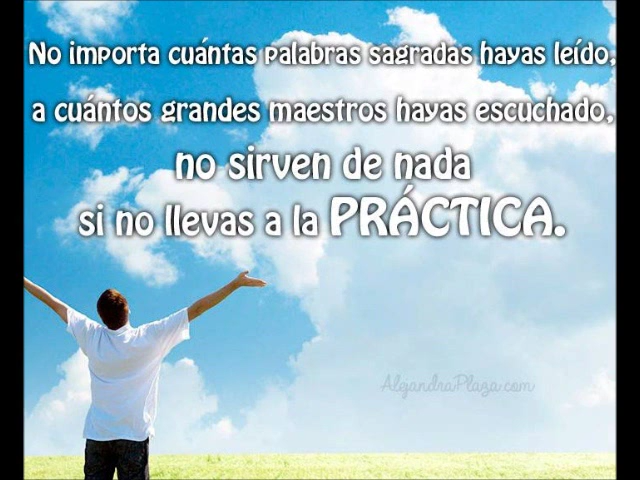 No importa cuántas palabras sagradas hayas leído,
a cuántos grandes maestros hayas escuchado,
no sirven de nada
si no llevas a la PRÁCTICA.
AlejandraPlaza.com